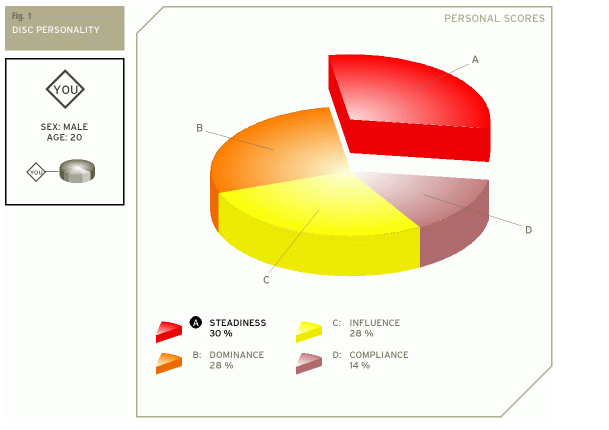 Fig. 1
DISC PERSONALITY
PERSONAL SCORES
YOU
SEX: MALE
AGE: 20
YOU
A
B
C
D
A STEADINESS
30 %
C: INFLUENCE
28 %
B: DOMINANCE
28 %
D: COMPLIANCE
14 %